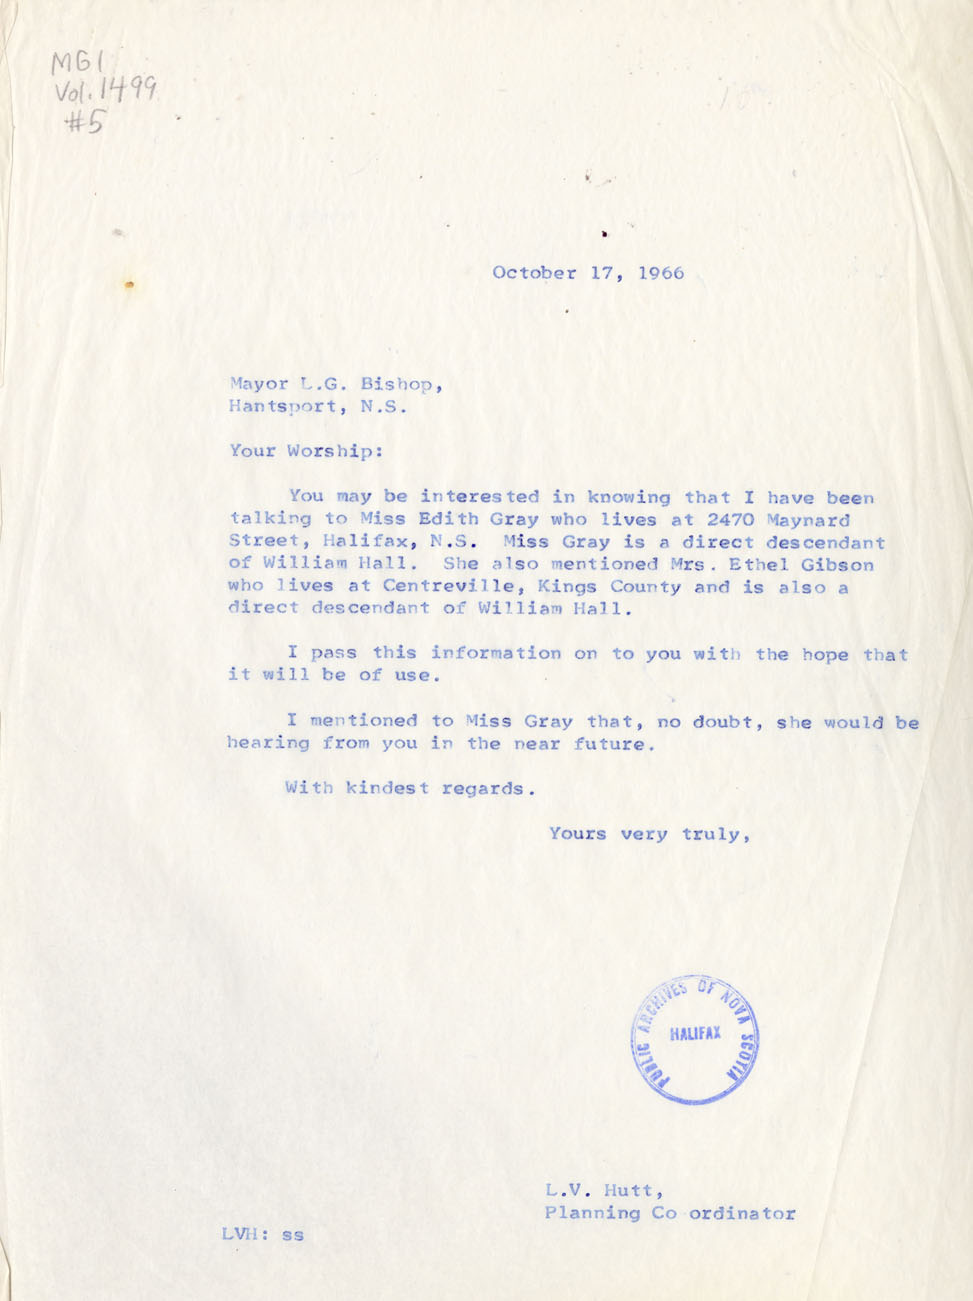 MG1
Vol. 1499
#5
October 17, 1966
Mayor L.G. Bishop,
Hantsport, N.S.
Your Worship:
You may be interested in knowing that I have been
talking to Miss Edith Gray who lives at 2470 Maynard
Street, Halifax, N.S. Miss Gray is a direct descendant
of William Hall. She also mentioned Mrs. Ethel Gibson
who lives at Centreville, Kings County and is also a
direct descendant of William Hall.
I pass this information on to you with the hope that
it will be of use.
I mentioned to Miss Gray that, no doubt, she would be
hearing from you in the near future.
With kindest regards.
Yours very truly,
PUBLIC ARCHIVES OF NOVA SCOTIA
HALIFAX
L.V. Hutt,
Planning Co ordinator
LVH: ss